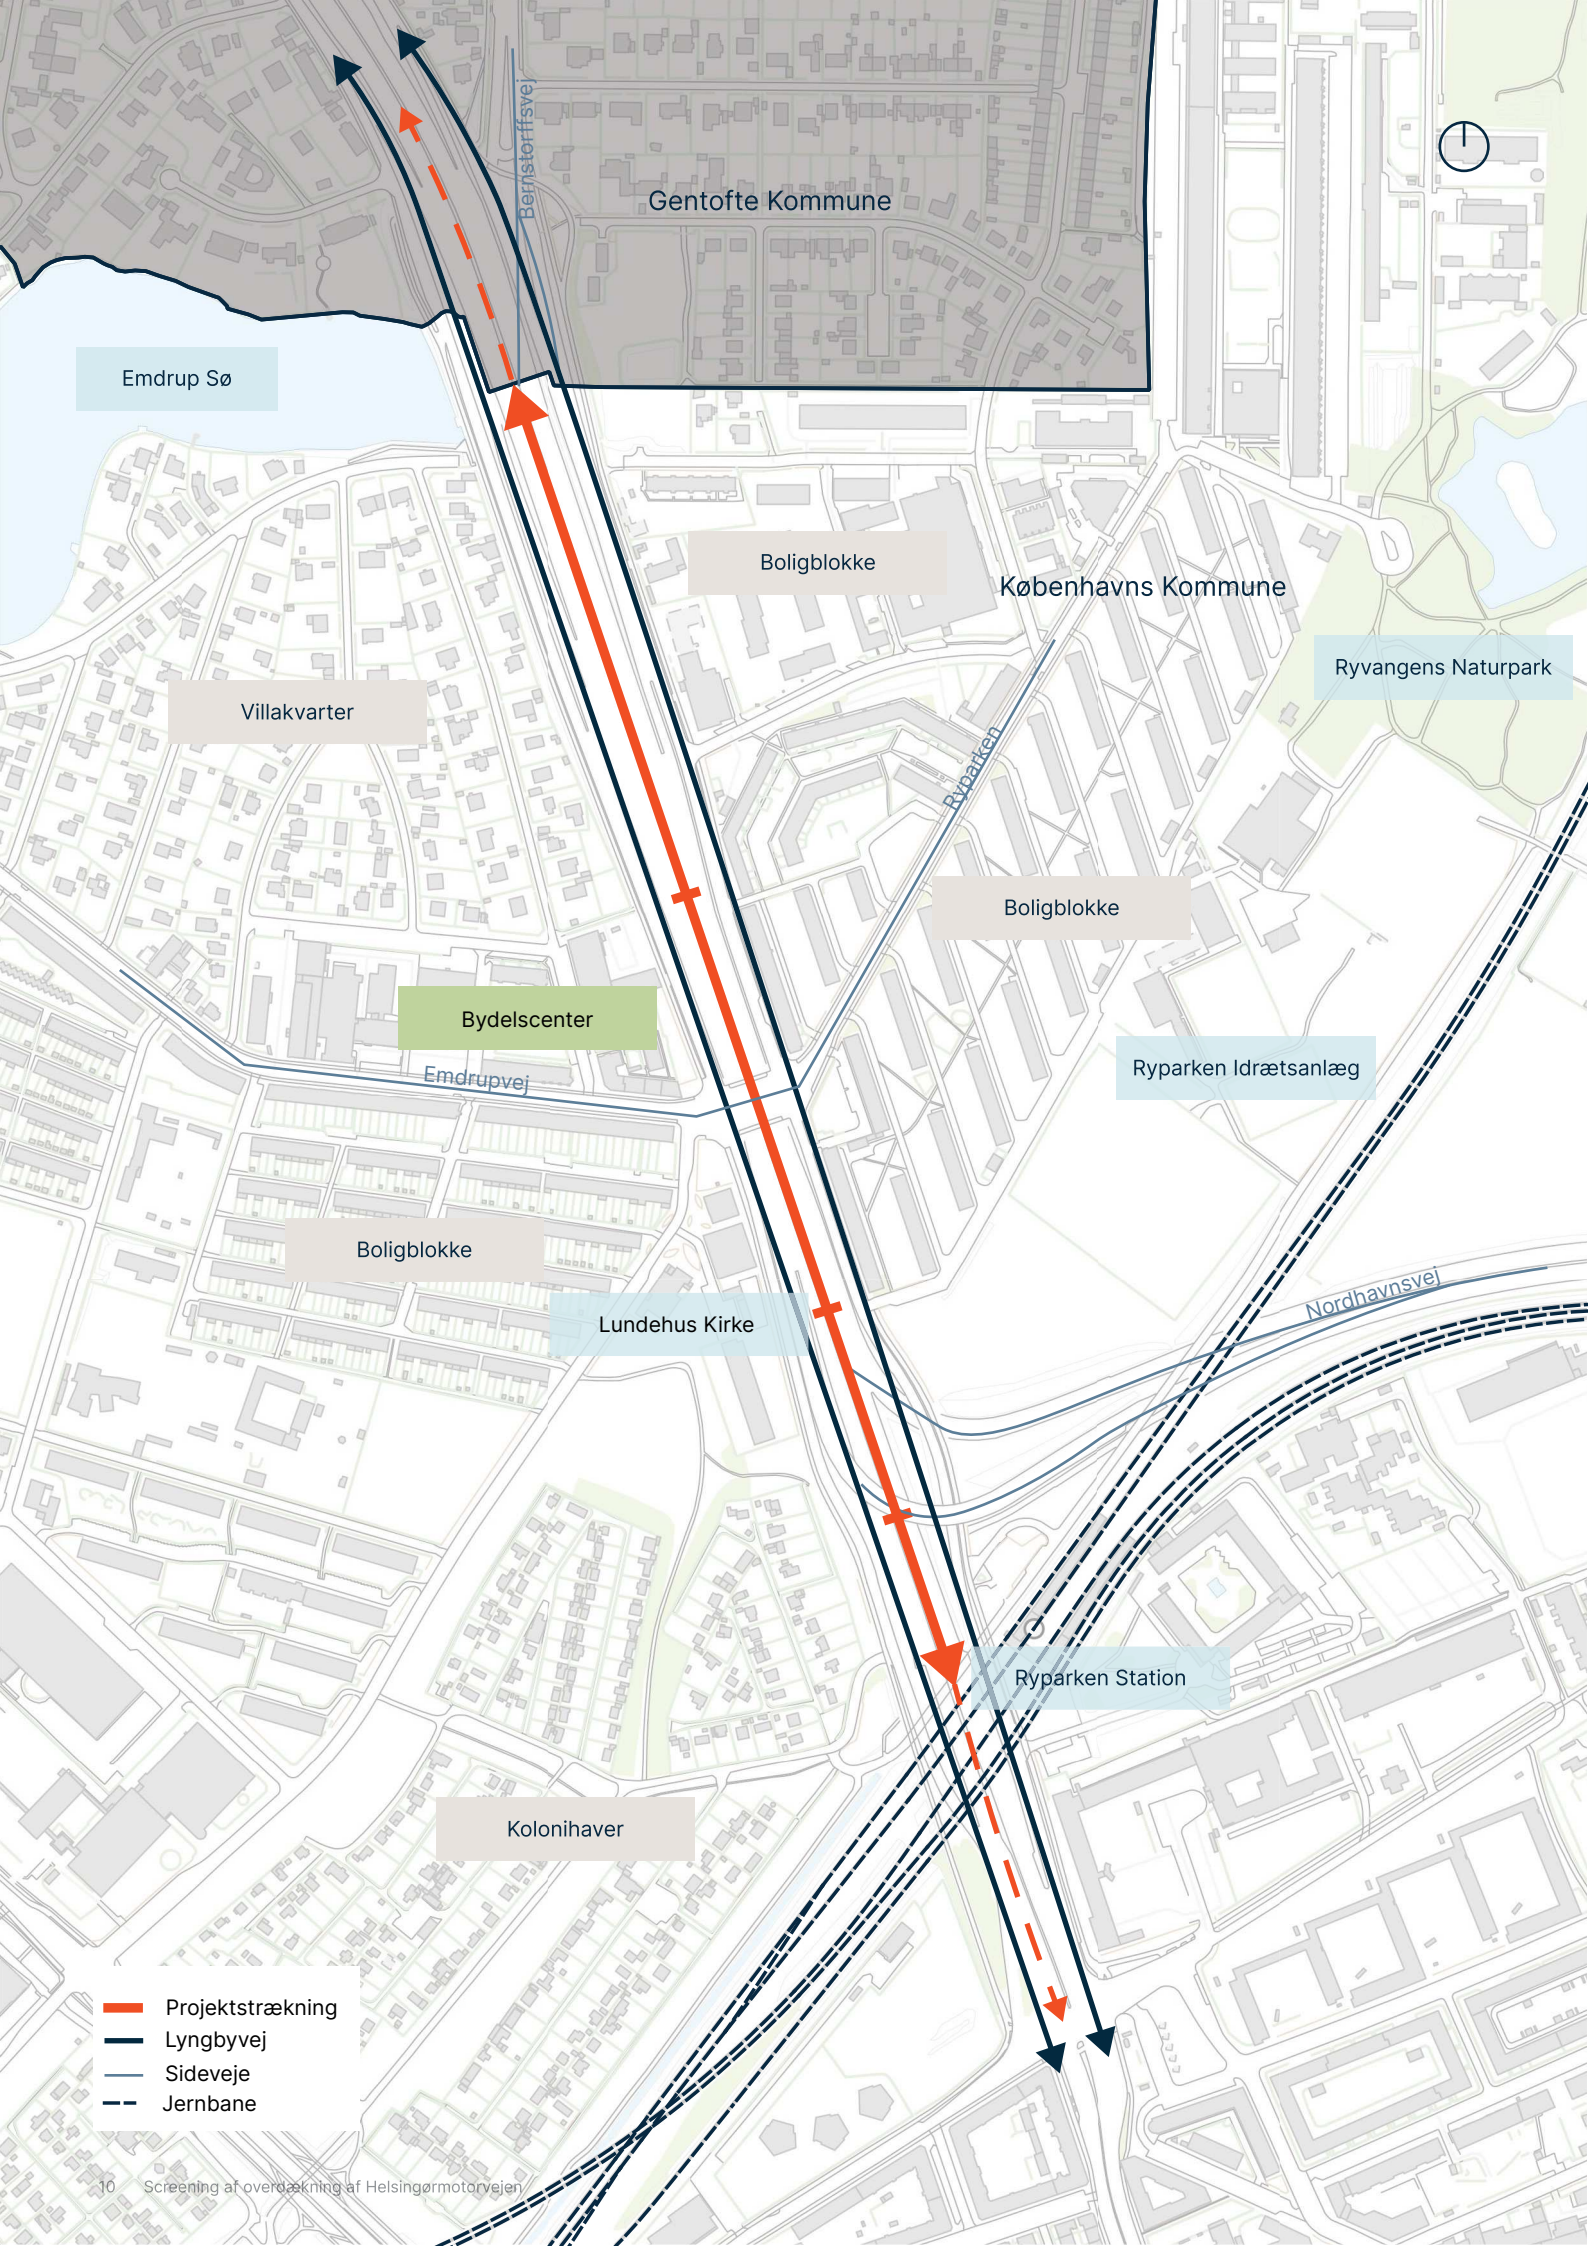 Bernstorffsvej
Gentofte Kommune
Emdrup Sø
Boligblokke
Københavns Kommune
Ryvangens Naturpark
Villakvarter
Ryparken
Boligblokke
Bydelscenter
Emdrupvej
Ryparken Idrætsanlæg
Boligblokke
Nordhavnsvej
Lundehus Kirke
Ryparken Station
Kolonihaver
Projektstrækning
Lyngbyvej
Sideveje
Jernbane
10 Screening af overdækning af Helsingørmotorvejen